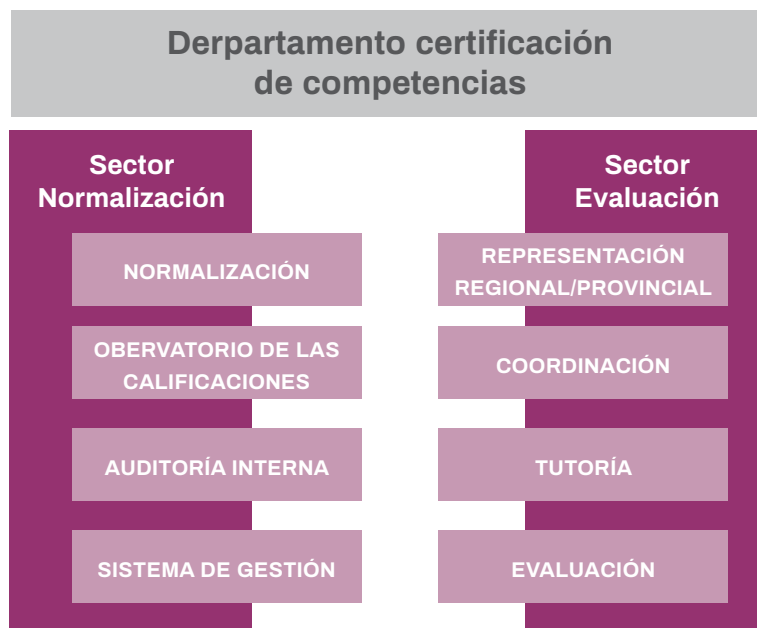 Derpartamento certificación
de competencias
Sector
Normalización
NORMALIZACIÓN
OBERVATORIO DE LAS
CALIFICACIONES
AUDITORÍA INTERNA
SISTEMA DE GESTIÓN
Sector
Evaluación
REPRESENTACIÓN
REGIONAL/PROVINCIAL
COORDINACIÓN
TUTORÍA
EVALUACIÓN